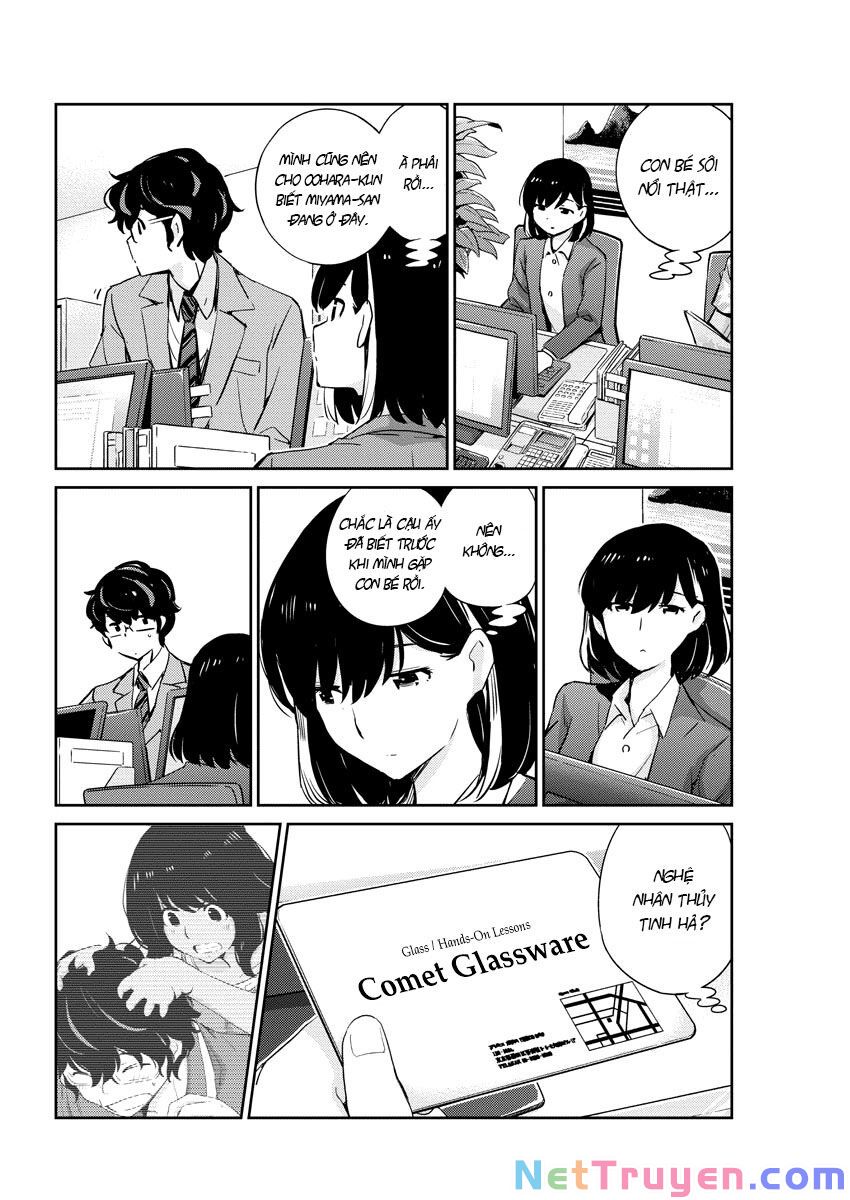 CON BÉ SÔI
NỔI THẬT...
À PHẢI
RỒI...
MÌNH CŨNG NÊN
CHO OOHARA-KUN
BIẾT MIYAMA-SAN
ĐANG Ở ĐÂY.
NÊN
KHÔNG...
CHẮC LÀ CẬU ẤY
ĐÃ BIẾT TRƯỚC
KHI MÌNH GẶP
CON BÉ RỒI.
NGHỆ
NHÂN THỦY
TINH HẢ?
Glass / Hands-On Lessons
Comet Glassware
NetTruyen.com